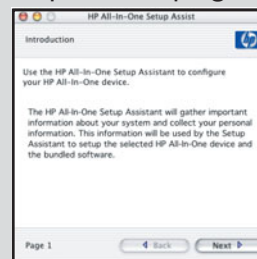 HP All-In-One Setup Assist
Introduction
hp
Use the HP All-In-One Setup Assistant to configure
your HP All-In-One device.
The HP All-In-One Setup Assistant will gather important
information about your system and collect your personal
information. This information will be used by the Setup
Assistant to setup the selected HP All-In-One device and
the bundled software.
Page 1
Back
Next